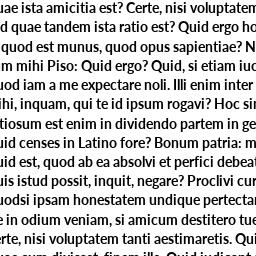 uae ista amicitia est? Certe, nisi voluptatem
d quae tandem ista ratio est? Quid ergo ho
quod est munus, quod opus sapientiae? N
m mihi Piso: Quid ergo? Quid, si etiam iuc
uod iam a me expectare noli. Illi enim inter
ihi, inquam, qui te id ipsum rogavi? Hoc sin
tiosum est enim in dividendo partem in ge
uid censes in Latino fore? Bonum patria: m
uid est, quod ab ea absolvi et perfici debeat
uis istud possit, inquit, negare? Proclivi cur
uodsi ipsam honestatem undique pertectan
e in odium veniam, si amicum destitero tue
erte, nisi voluptatem tanti aestimaretis. Qui